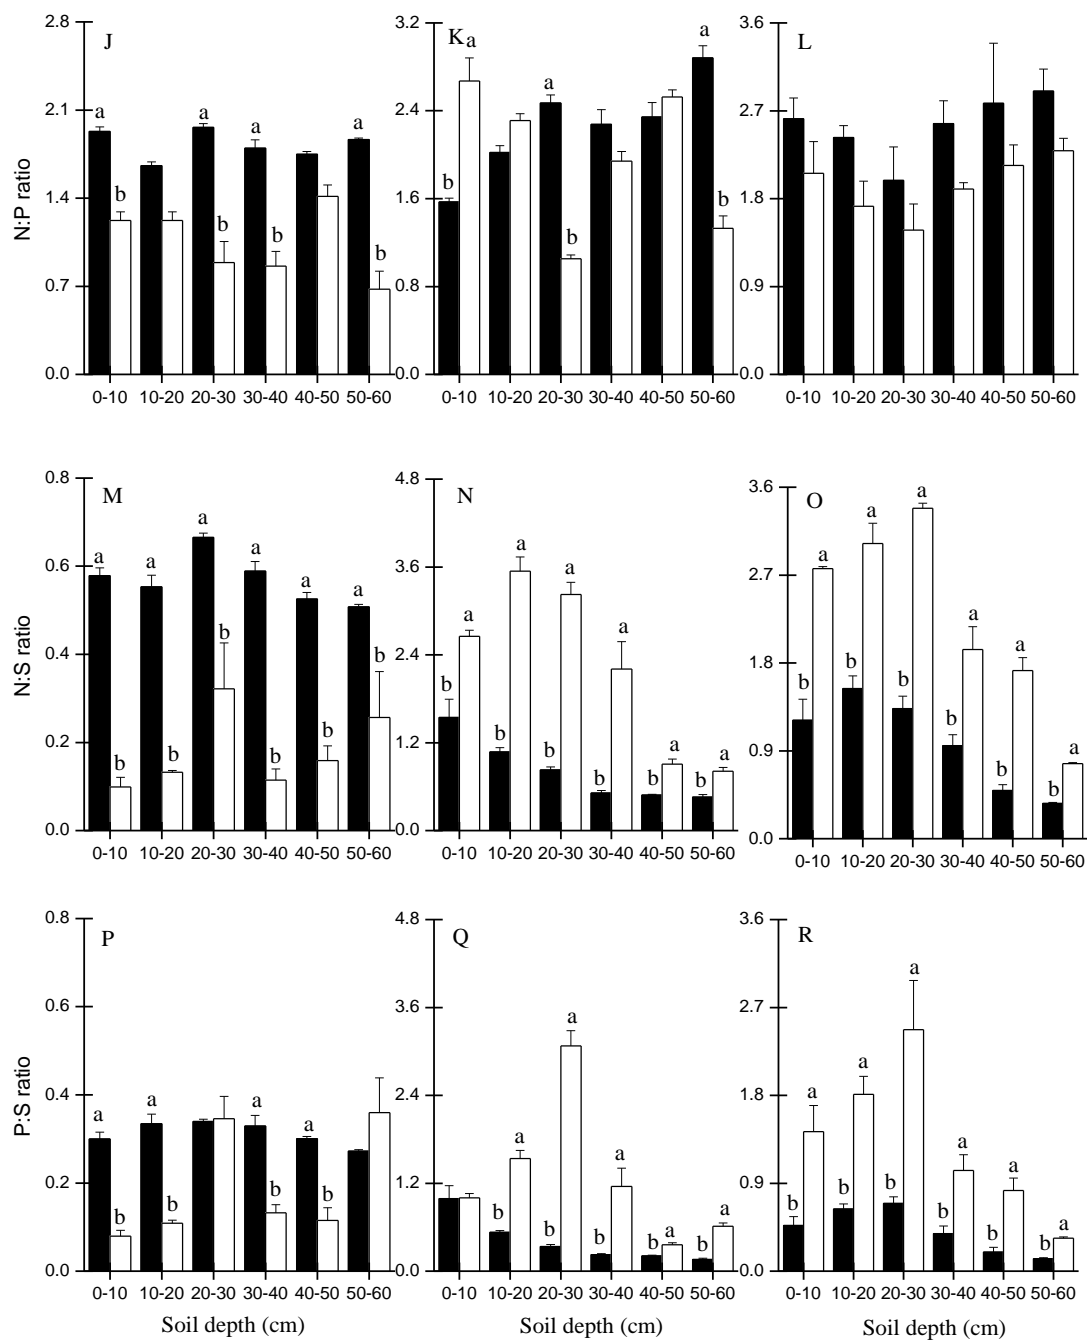 J
K
L
N:P ratio
2.8
2.1
1.4
0.7
0.0
3.2
2.4
1.6
0.8
0.0
3.6
2.7
1.8
0.9
0.0
a a a a
b b b b
a a a
b b b
0-10 10-20 20-30 30-40 40-50 50-60
0-10 10-20 20-30 30-40 40-50 50-60
0-10 10-20 20-30 30-40 40-50 50-60
M
N
O
N:S ratio
0.8
0.6
0.4
0.2
0.0
4.8
3.6
2.4
1.2
0.0
3.6
2.7
1.8
0.9
0.0
a a a a a a
b b b b b b
a a a a a a
b b b b b b
a a a a a a
b b b b b b
0-10 10-20 20-30 30-40 40-50 50-60
0-10 10-20 20-30 30-40 40-50 50-60
0-10 10-20 20-30 30-40 40-50 50-60
P
Q
R
P:S ratio
0.8
0.6
0.4
0.2
0.0
4.8
3.6
2.4
1.2
0.0
3.6
2.7
1.8
0.9
0.0
a a a a
b b b b
a a a a a
b b b b b
a a a a a a
b b b b b b
0-10 10-20 20-30 30-40 40-50 50-60
0-10 10-20 20-30 30-40 40-50 50-60
0-10 10-20 20-30 30-40 40-50 50-60
Soil depth (cm)
Soil depth (cm)
Soil depth (cm)